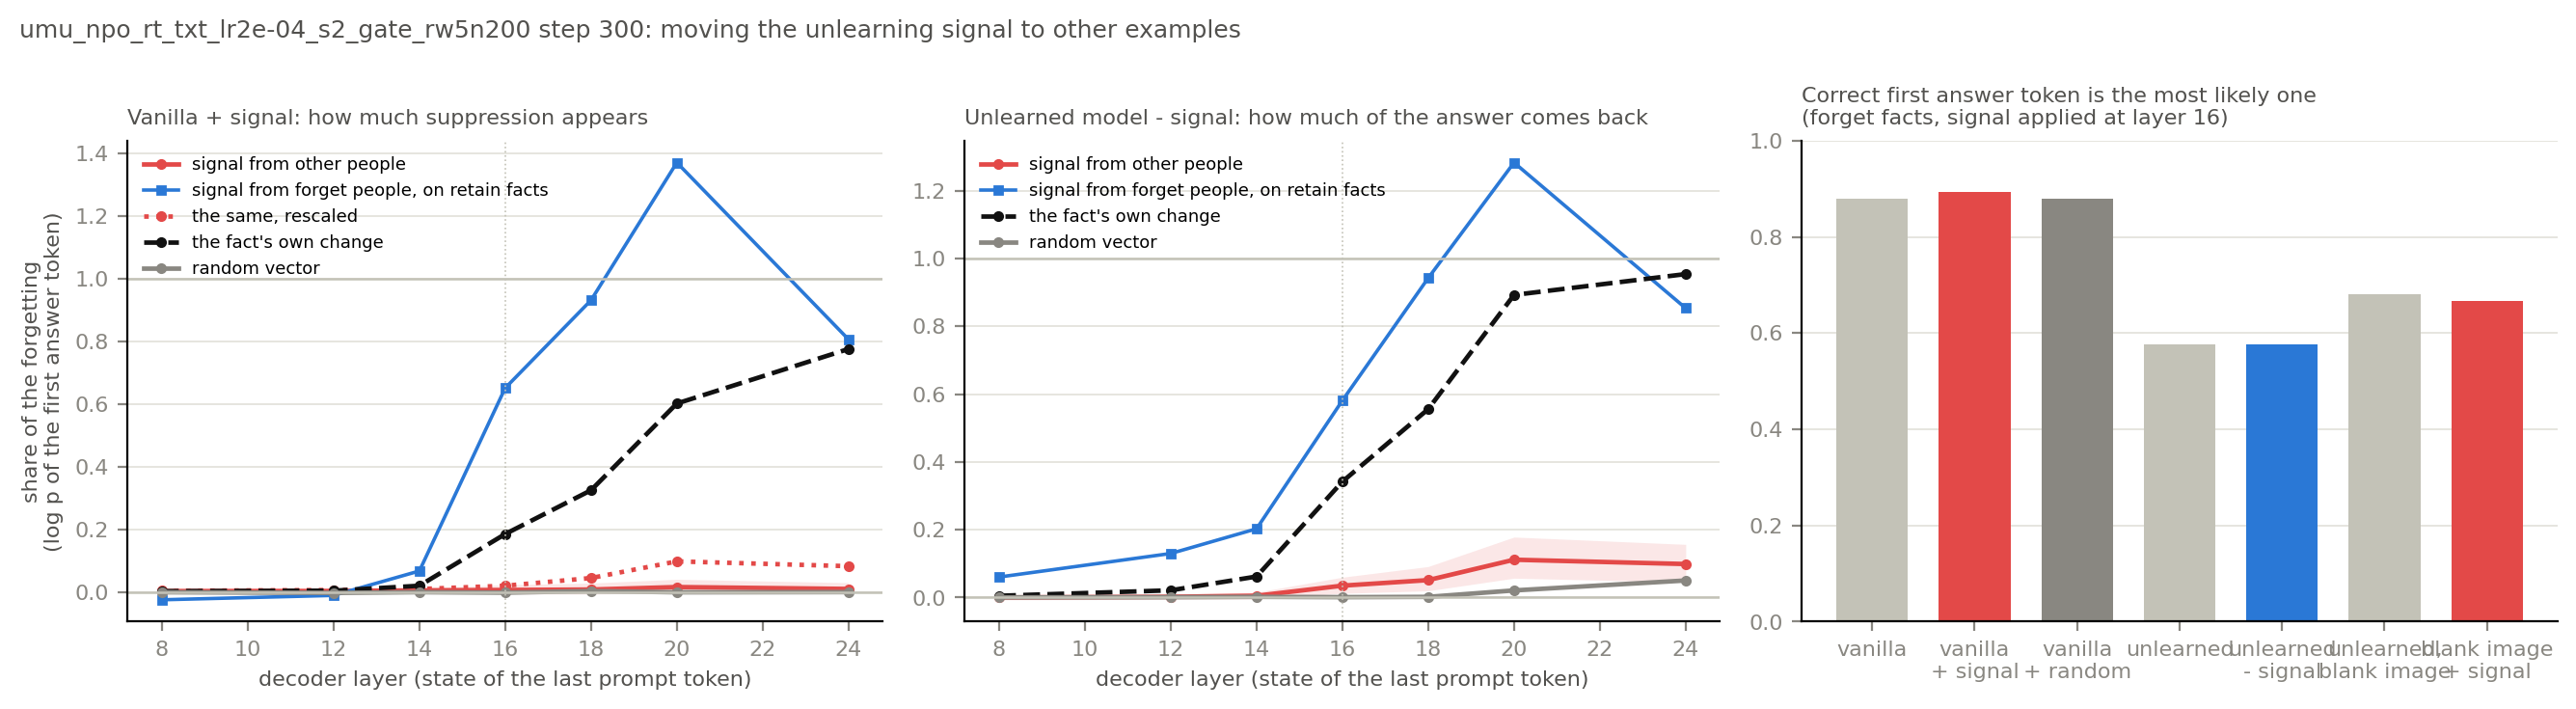 umu_npo_rt_txt_lr2e-04_s2_gate_rw5n200 step 300: moving the unlearning signal to other examples
Vanilla + signal: how much suppression appears
share of the forgetting
(log p of the first answer token)
1.4
1.2
1.0
0.8
0.6
0.4
0.2
0.0
signal from other people
signal from forget people, on retain facts
the same, rescaled
the fact's own change
random vector
8 10 12 14 16 18 20 22 24
decoder layer (state of the last prompt token)
Unlearned model - signal: how much of the answer comes back
1.2
1.0
0.8
0.6
0.4
0.2
0.0
signal from other people
signal from forget people, on retain facts
the fact's own change
random vector
8 10 12 14 16 18 20 22 24
decoder layer (state of the last prompt token)
Correct first answer token is the most likely one
(forget facts, signal applied at layer 16)
1.0
0.8
0.6
0.4
0.2
0.0
vanilla
vanilla
+ signal
vanilla
+ random
unlearned
unlearned
- signal
unlearned,
blank image
blank image
+ signal